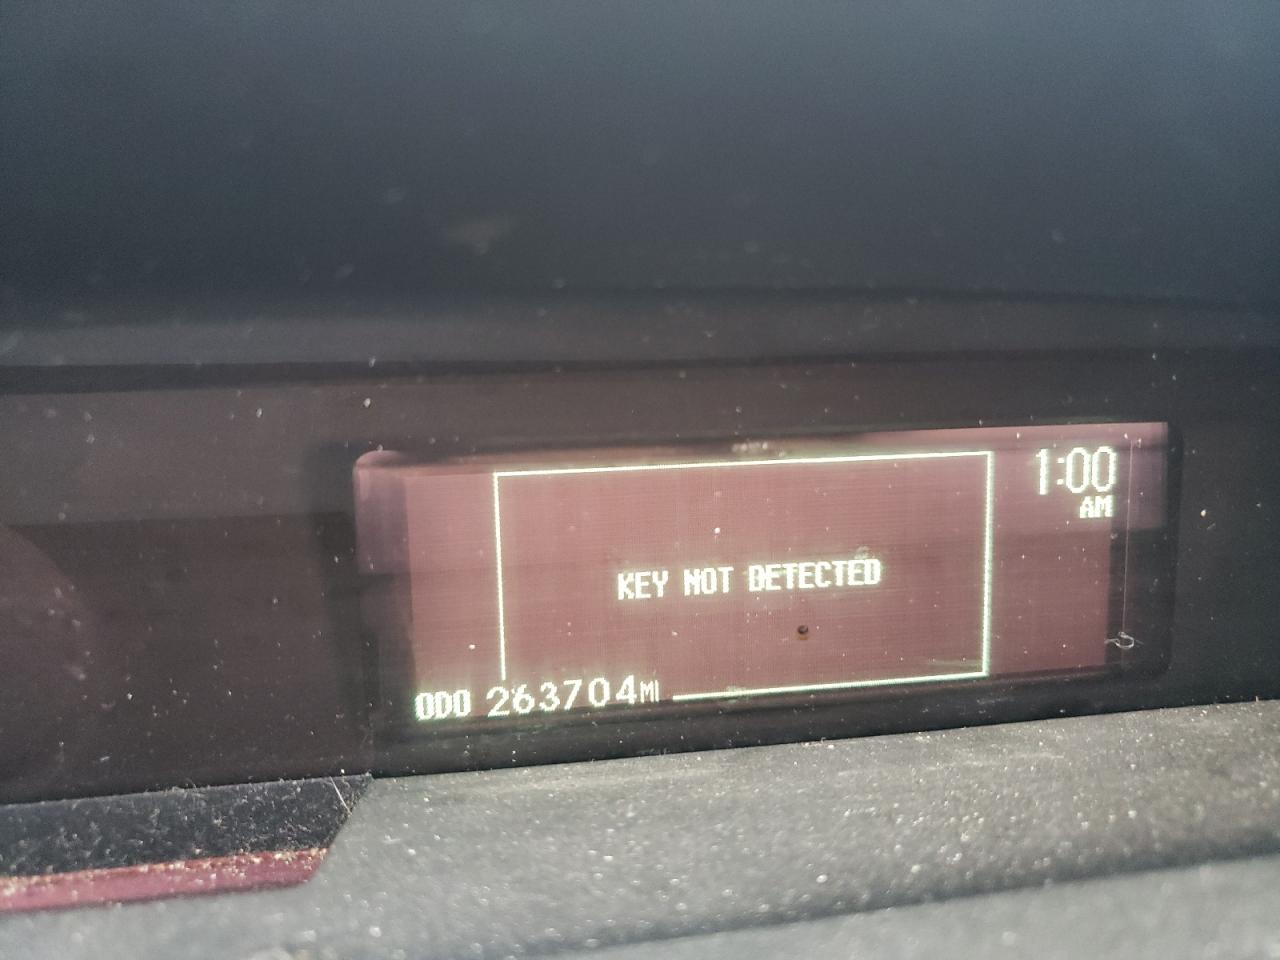 1:00
AM
KEY NOT DETECTED
ODO 263704MI